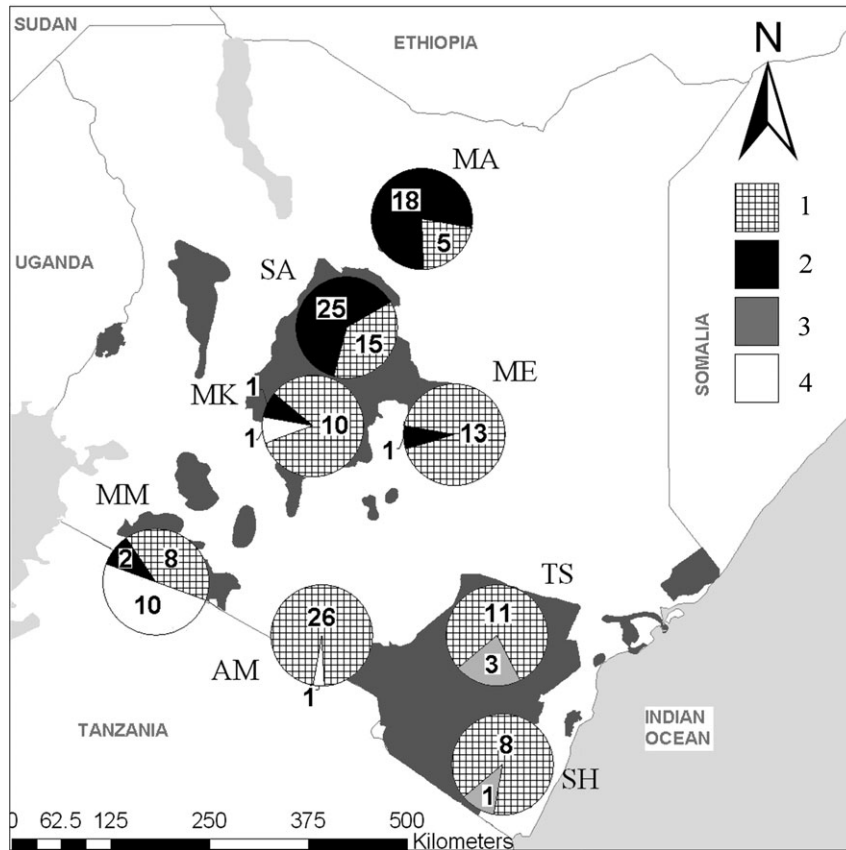 SUDAN
ETHIOPIA
N
MA
18
5
1
UGANDA
SA
2
25
15
3
SOMALIA
ME
4
MK
1
10
1
13
1
MM
2
8
10
TS
11
26
3
AM
1
TANZANIA
INDIAN
OCEAN
8
SH
1
0 62.5 125 250 375 500
Kilometers